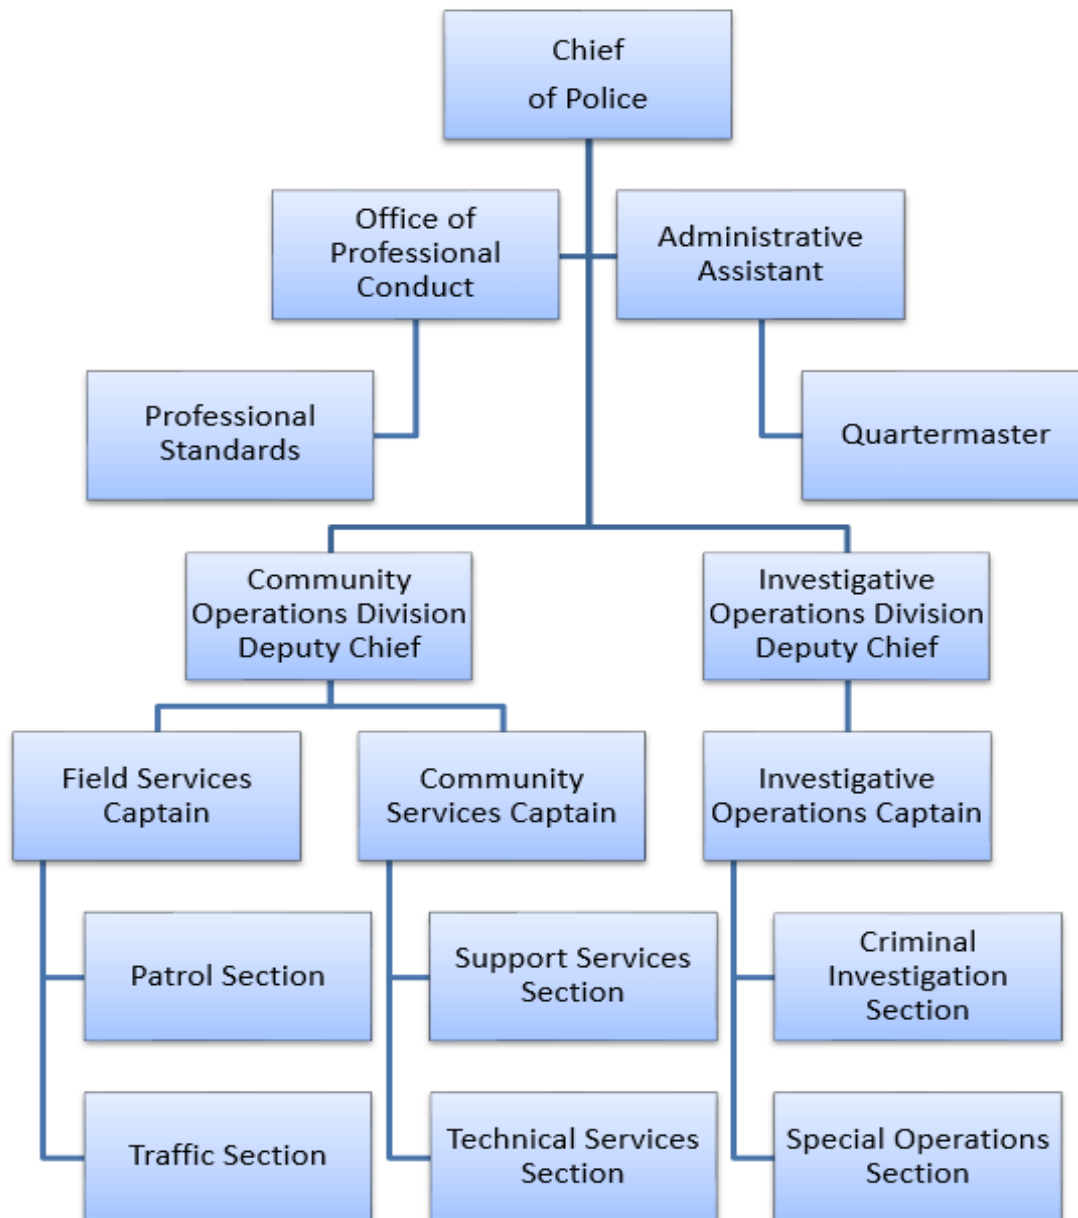 Chief
of Police
Office of
Professional
Conduct
Administrative
Assistant
Professional
Standards
Quartermaster
Community
Operations Division
Deputy Chief
Investigative
Operations Division
Deputy Chief
Field Services
Captain
Community
Services Captain
Investigative
Operations Captain
Patrol Section
Support Services
Section
Criminal
Investigation
Section
Traffic Section
Technical Services
Section
Special Operations
Section